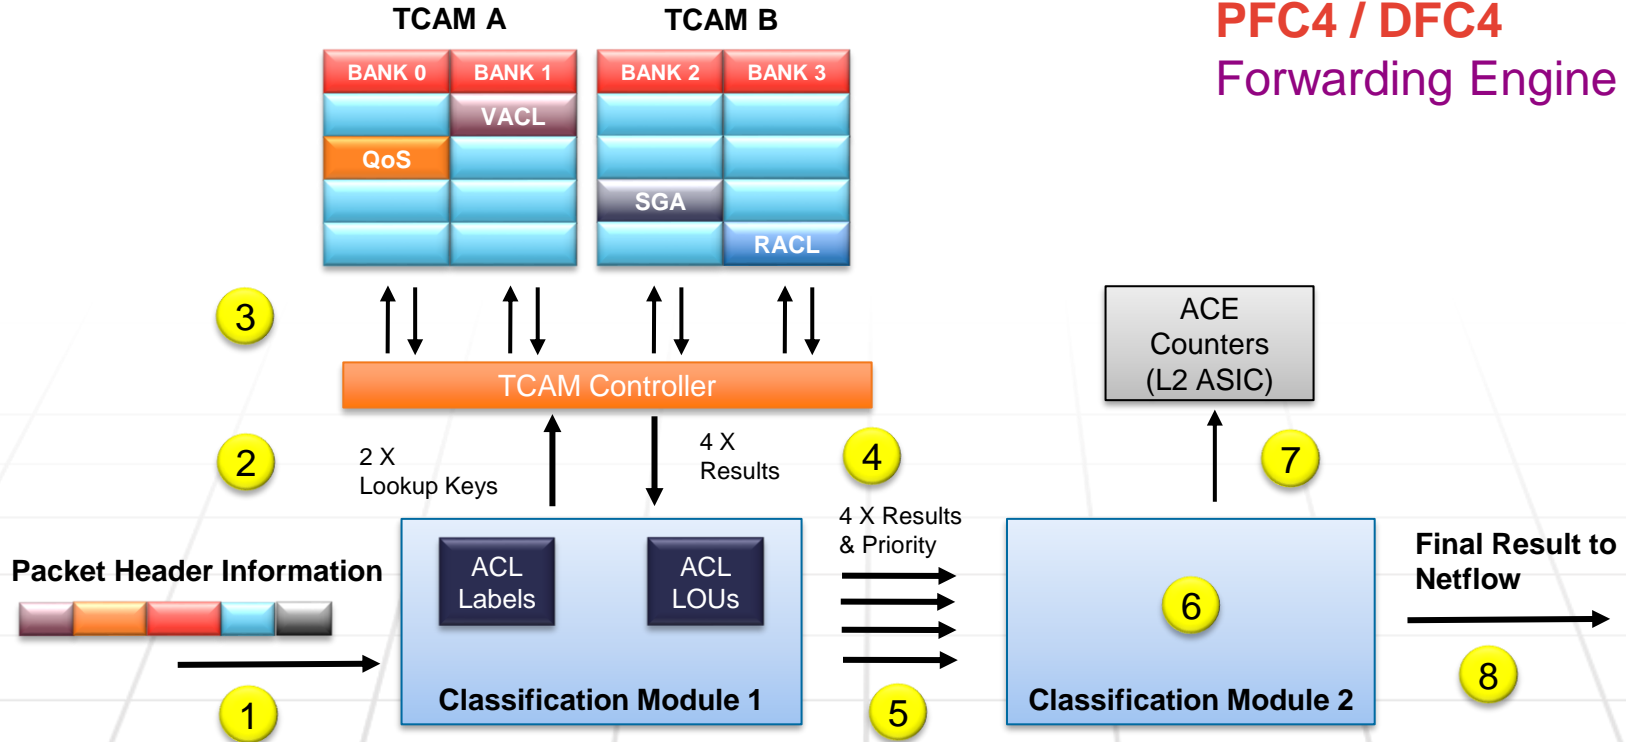 TCAM A
TCAM B
PFC4 / DFC4
Forwarding Engine
BANK 0
BANK 1
BANK 2
BANK 3
VACL
QoS
SGA
RACL
3
TCAM Controller
ACE
Counters
(L2 ASIC)
2
2 X
Lookup Keys
4 X
Results
4
7
4 X Results
& Priority
Packet Header Information
ACL
Labels
ACL
LOUs
6
Final Result to
Netflow
1
Classification Module 1
5
Classification Module 2
8